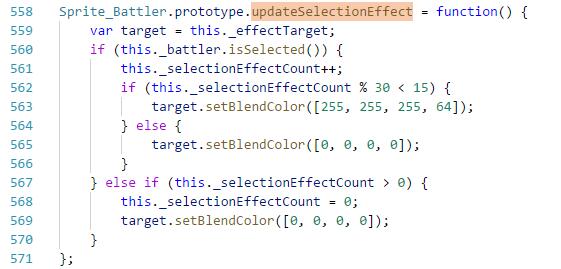 558 Sprite_Battler.prototype.updateSelectionEffect = function() {
559     var target = this._effectTarget;
560     if (this._battler.isSelected()) {
561         this._selectionEffectCount++;
562         if (this._selectionEffectCount % 30 < 15) {
563             target.setBlendColor([255, 255, 255, 64]);
564         } else {
565             target.setBlendColor([0, 0, 0, 0]);
566         }
567     } else if (this._selectionEffectCount > 0) {
568         this._selectionEffectCount = 0;
569         target.setBlendColor([0, 0, 0, 0]);
570     }
571 };